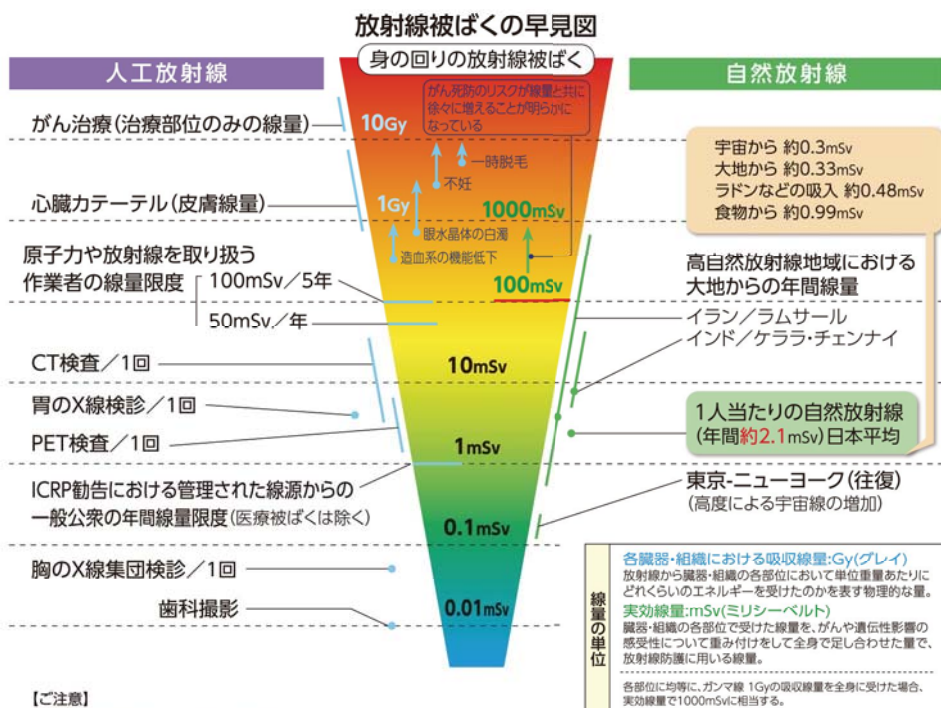 放射線被ばくの早見図
身の回りの放射線被ばく
人工放射線
自然放射線
がん死防のリスクが線量と共に
徐々に増えることが明らかに
なっている
がん治療(治療部位のみの線量)
10Gy
一時脱毛
不妊
心臓カテーテル(皮膚線量)
1Gy
1000mSv
眼水晶体の白濁
造血系の機能低下
宇宙から 約0.3mSv
大地から 約0.33mSv
ラドンなどの吸入 約0.48mSv
食物から 約0.99mSv
原子力や放射線を取り扱う
作業者の線量限度
100mSv/5年
50mSv/年
100mSv
高自然放射線地域における
大地からの年間線量
イラン/ラムサール
インド/ケララ・チェンナイ
CT検査/1回
10mSv
胃のX線検診/1回
PET検査/1回
1mSv
1人当たりの自然放射線
(年間約2.1mSv)日本平均
ICRP勧告における管理された線源からの
一般公衆の年間線量限度(医療被ばくは除く)
0.1mSv
東京-ニューヨーク(往復)
(高度による宇宙線の増加)
胸のX線集団検診/1回
歯科撮影
0.01mSv
線量の単位
各臓器・組織における吸収線量:Gy(グレイ)
放射線から臓器・組織の各部位において単位重量あたりに
どれくらいのエネルギーを受けたのかを表す物理的な量。
実効線量:mSv(ミリシーベルト)
臓器・組織の各部位で受けた線量を、がんや遺伝性影響の
感受性について重み付けをして全身で足し合わせた量で、
放射線防護に用いる線量。
各部位に均等に、ガンマ線 1Gyの吸収線量を全身に受けた場合、
実効線量で1000mSvに相当する。
【ご注意】